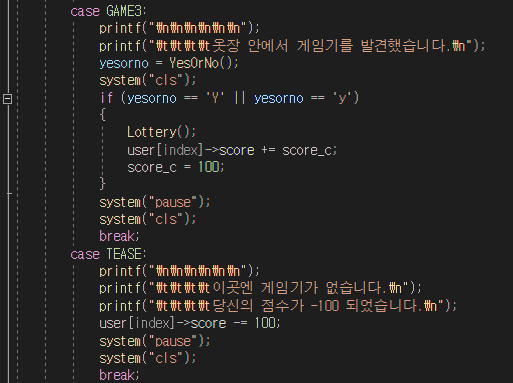 case GAME3:
printf("₩n₩n₩n₩n₩n");
printf("₩t₩t₩t₩t옷장 안에서 게임기를 발견했습니다.₩n");
yesorno = YesOrNo();
system("cls");
if (yesorno == 'Y' || yesorno == 'y')
{
Lottery();
user[index]->score += score_c;
score_c = 100;
}
system("pause");
system("cls");
break;
case TEASE:
printf("₩n₩n₩n₩n₩n");
printf("₩t₩t₩t₩t이곳엔 게임기가 없습니다.₩n");
printf("₩t₩t₩t₩t당신의 점수가 -100 되었습니다.₩n");
user[index]->score -= 100;
system("pause");
system("cls");
break;